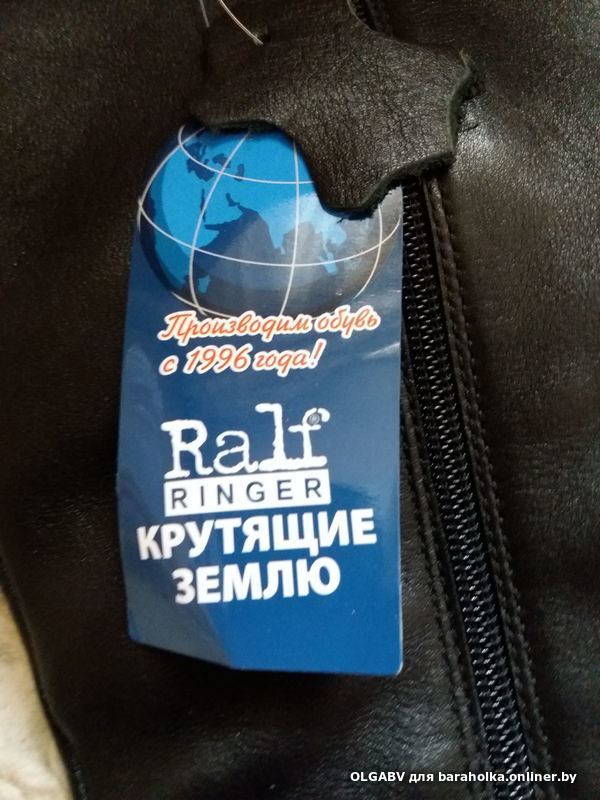 Производим обувь
с 1996 года!
Ralf
RINGER
КРУТЯЩИЕ
ЗЕМЛЮ
OLGABV для baraholka.onliner.by